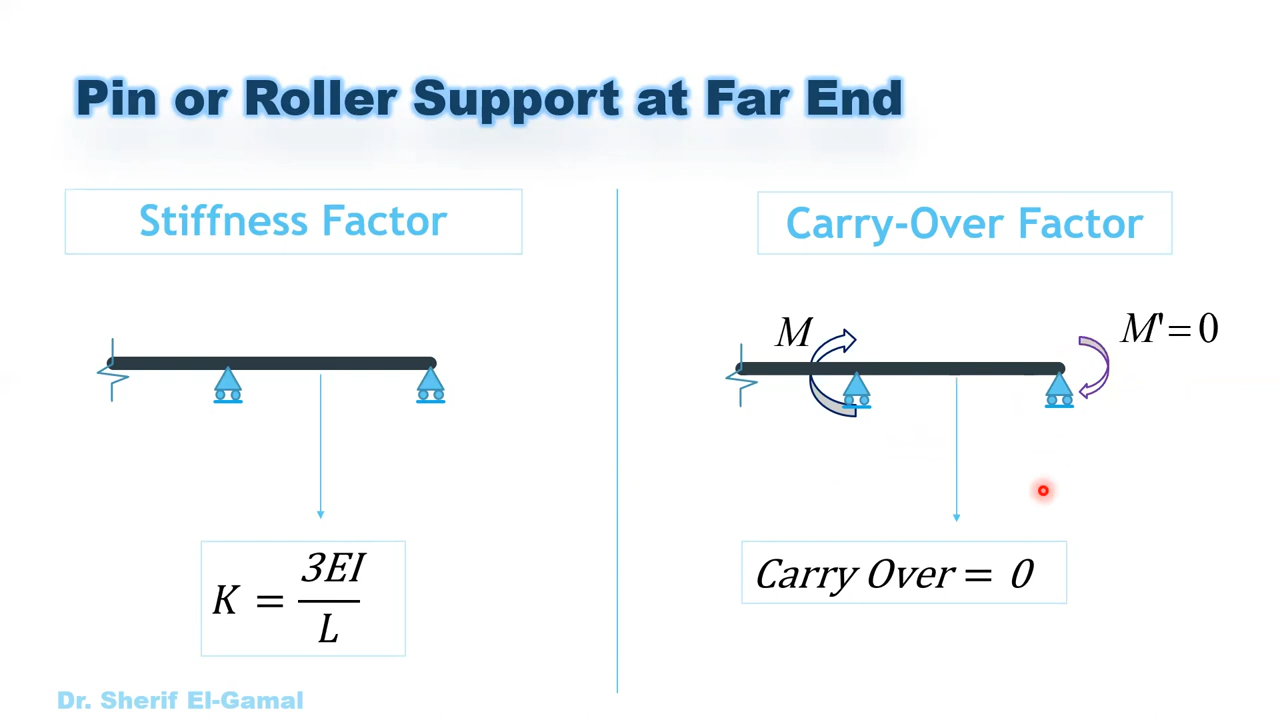 Pin or Roller Support at Far End
Stiffness Factor
Carry-Over Factor
M
M' = 0
K = 3EI/L
Carry Over = 0
Dr. Sherif El-Gamal